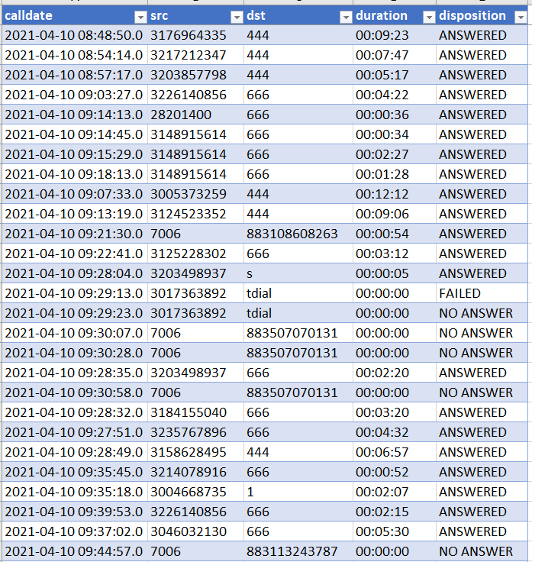 calldate src dst duration disposition
2021-04-10 08:48:50.0 3176964335 444 00:09:23 ANSWERED
2021-04-10 08:54:14.0 3217212347 444 00:07:47 ANSWERED
2021-04-10 08:57:17.0 3203857798 444 00:05:17 ANSWERED
2021-04-10 09:03:27.0 3226140856 666 00:04:22 ANSWERED
2021-04-10 09:14:13.0 28201400 666 00:00:36 ANSWERED
2021-04-10 09:14:45.0 3148915614 666 00:00:34 ANSWERED
2021-04-10 09:15:29.0 3148915614 666 00:02:27 ANSWERED
2021-04-10 09:18:13.0 3148915614 666 00:01:28 ANSWERED
2021-04-10 09:07:33.0 3005373259 444 00:12:12 ANSWERED
2021-04-10 09:13:19.0 3124523352 444 00:09:06 ANSWERED
2021-04-10 09:21:30.0 7006 883108608263 00:00:54 ANSWERED
2021-04-10 09:22:41.0 3125228302 666 00:03:12 ANSWERED
2021-04-10 09:28:04.0 3203498937 s 00:00:05 ANSWERED
2021-04-10 09:29:13.0 3017363892 tdial 00:00:00 FAILED
2021-04-10 09:29:23.0 3017363892 tdial 00:00:00 NO ANSWER
2021-04-10 09:30:07.0 7006 883507070131 00:00:00 NO ANSWER
2021-04-10 09:30:28.0 7006 883507070131 00:00:00 NO ANSWER
2021-04-10 09:28:35.0 3203498937 666 00:02:20 ANSWERED
2021-04-10 09:30:58.0 7006 883507070131 00:00:00 NO ANSWER
2021-04-10 09:28:32.0 3184155040 666 00:03:20 ANSWERED
2021-04-10 09:27:51.0 3235767896 666 00:04:32 ANSWERED
2021-04-10 09:28:49.0 3158628495 444 00:06:57 ANSWERED
2021-04-10 09:35:45.0 3214078916 666 00:00:52 ANSWERED
2021-04-10 09:35:18.0 3004668735 1 00:02:07 ANSWERED
2021-04-10 09:39:53.0 3226140856 666 00:02:15 ANSWERED
2021-04-10 09:37:02.0 3046032130 666 00:05:30 ANSWERED
2021-04-10 09:44:57.0 7006 883113243787 00:00:00 NO ANSWER